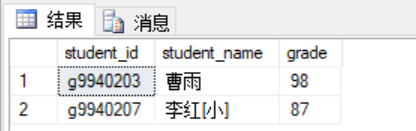 结果 消息
student_id student_name grade
1 g9940203 曹雨 98
2 g9940207 李红[小] 87